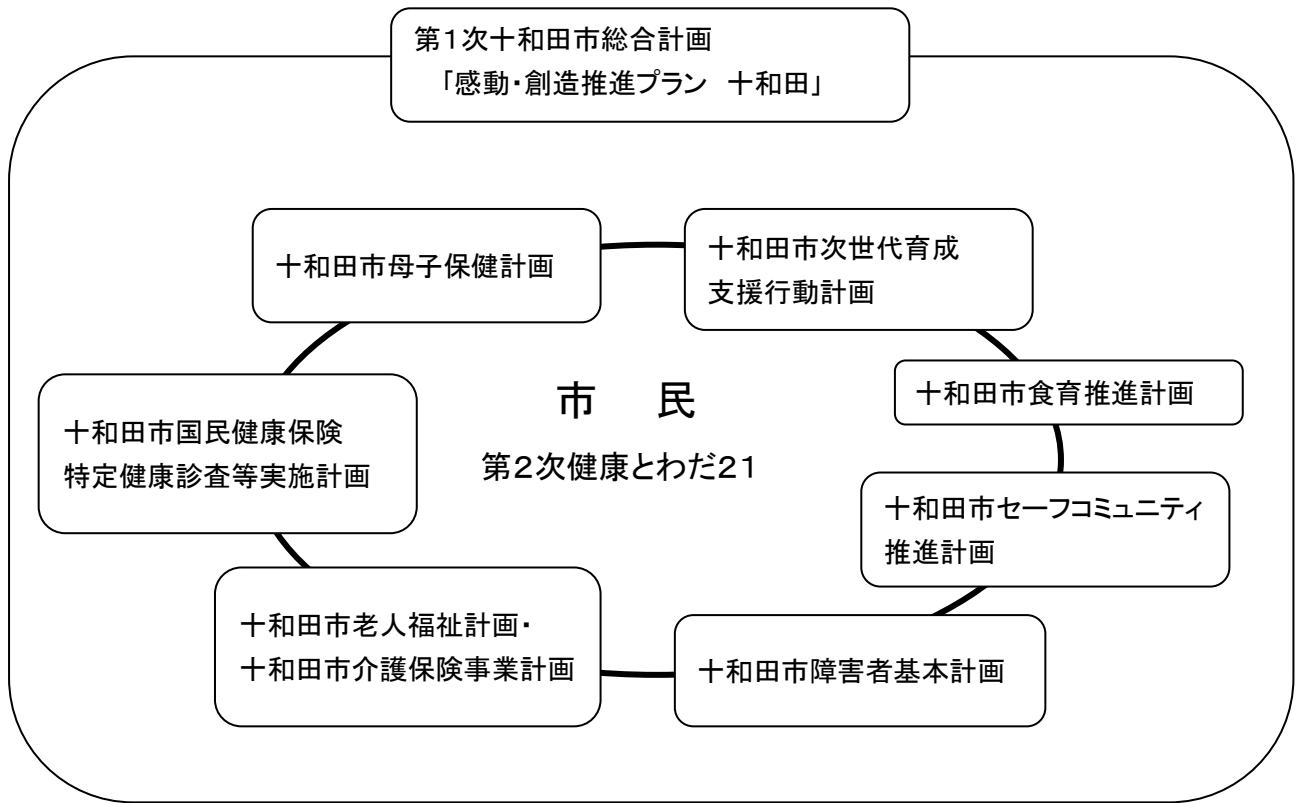 第1次十和田市総合計画
「感動・創造推進プラン　十和田」
十和田市母子保健計画
十和田市次世代育成
支援行動計画
十和田市食育推進計画
市　民
第2次健康とわだ21
十和田市国民健康保険
特定健康診査等実施計画
十和田市セーフコミュニティ
推進計画
十和田市老人福祉計画・
十和田市介護保険事業計画
十和田市障害者基本計画